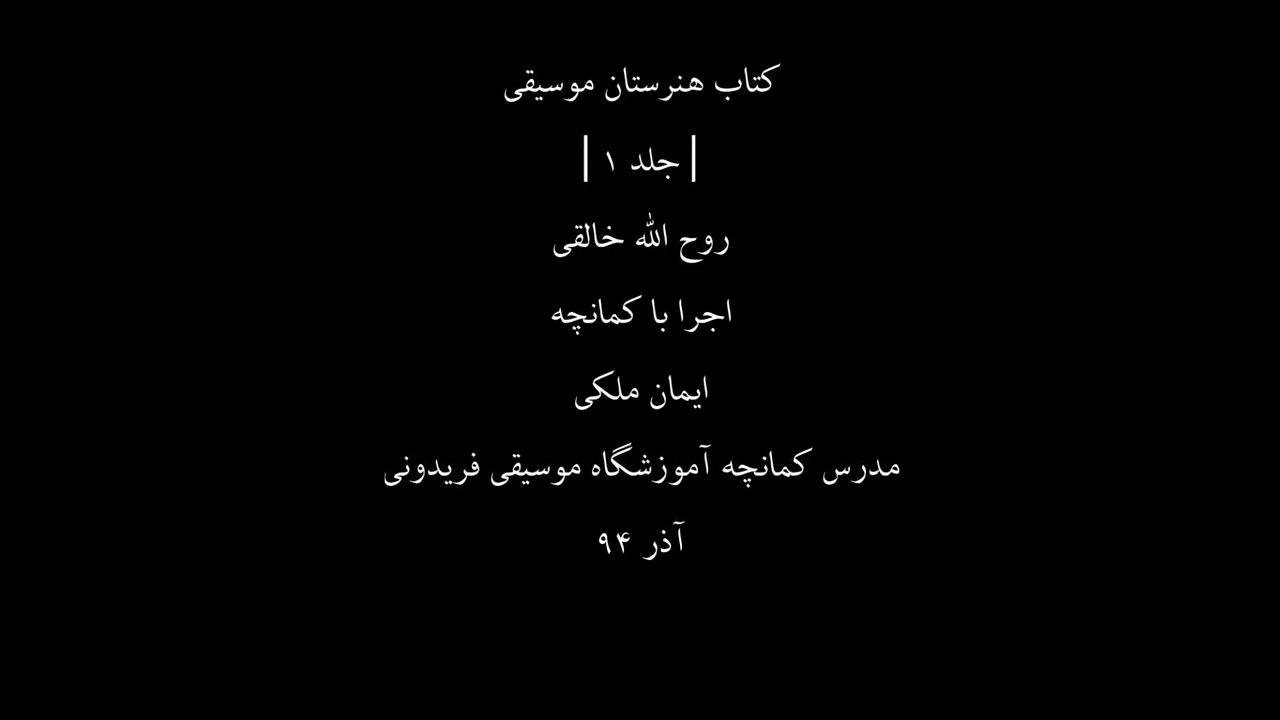 کتاب هنرستان موسیقی
| جلد ۱ |
روح الله خالقی
اجرا با کمانچه
ایمان ملکی
مدرس کمانچه آموزشگاه موسیقی فریدونی
آذر ۹۴